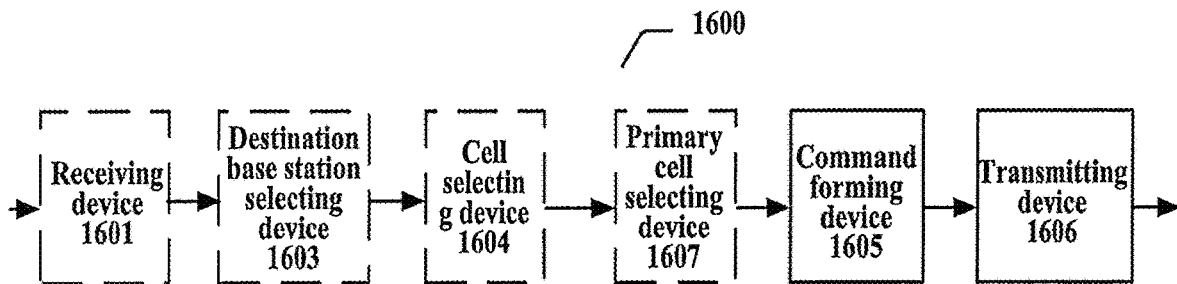 1600
Receiving
device
1601
Destination
base station
selecting
device
1603
Cell
selectin
g device
1604
Primary
cell
selecting
device
1607
Command
forming
device
1605
Transmitting
device
1606